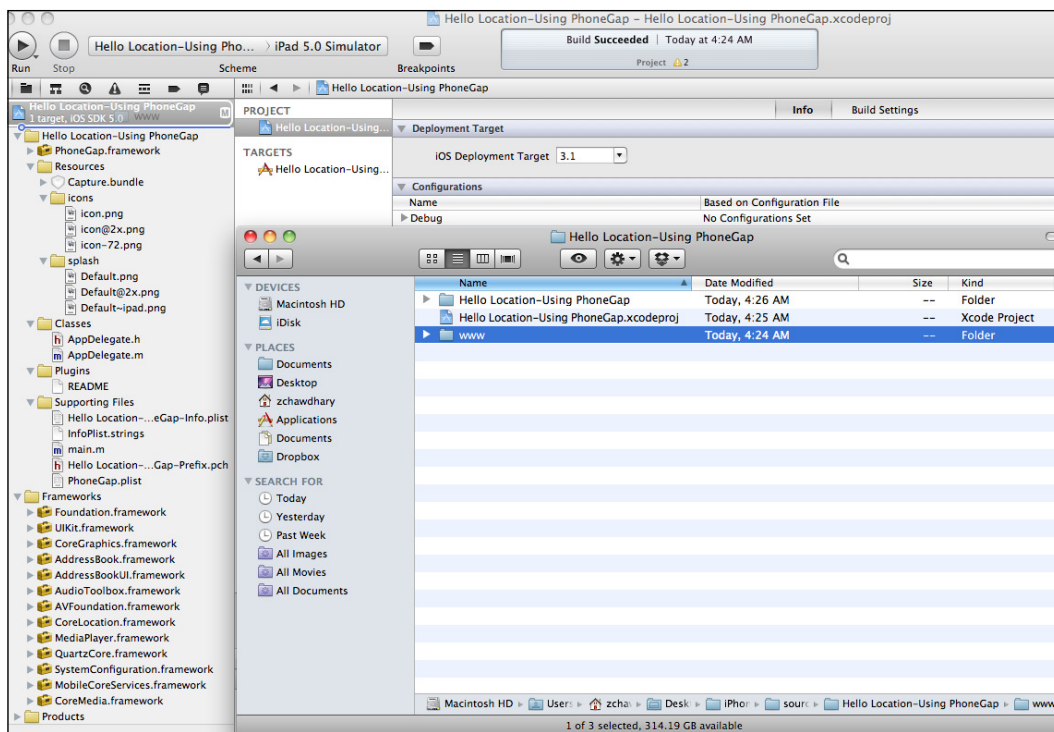 Hello Location-Using PhoneGap – Hello Location-Using PhoneGap.xcodeproj
Hello Location-Using Pho... 〉 iPad 5.0 Simulator
Build Succeeded | Today at 4:24 AM
Project 2
Run Stop Scheme Breakpoints
Hello Location-Using PhoneGap
Hello Location-Using PhoneGap M
1 target, iOS SDK 5.0 www
Hello Location-Using PhoneGap
PhoneGap.framework
Resources
Capture.bundle
icons
icon.png
icon@2x.png
icon-72.png
splash
Default.png
Default@2x.png
Default~ipad.png
Classes
h AppDelegate.h
m AppDelegate.m
Plugins
README
Supporting Files
Hello Location-...eGap-Info.plist
InfoPlist.strings
m main.m
h Hello Location-...Gap-Prefix.pch
PhoneGap.plist
Frameworks
Foundation.framework
UIKit.framework
CoreGraphics.framework
AddressBook.framework
AddressBookUI.framework
AudioToolbox.framework
AVFoundation.framework
CoreLocation.framework
MediaPlayer.framework
QuartzCore.framework
SystemConfiguration.framework
MobileCoreServices.framework
CoreMedia.framework
Products
PROJECT
Hello Location-Using...
TARGETS
Hello Location-Using...
Info Build Settings
Deployment Target
iOS Deployment Target 3.1
Configurations
Name Based on Configuration File
Debug No Configurations Set
Hello Location-Using PhoneGap
DEVICES
Macintosh HD
iDisk
PLACES
Documents
Desktop
zchawdhary
Applications
Documents
Dropbox
SEARCH FOR
Today
Yesterday
Past Week
All Images
All Movies
All Documents
Name Date Modified Size Kind
Hello Location-Using PhoneGap Today, 4:26 AM -- Folder
Hello Location-Using PhoneGap.xcodeproj Today, 4:25 AM -- Xcode Project
www Today, 4:24 AM -- Folder
Macintosh HD ▸ Users ▸ zcha ▸ Desk ▸ iPhor ▸ sourc ▸ Hello Location-Using PhoneGap ▸ www
1 of 3 selected, 314.19 GB available